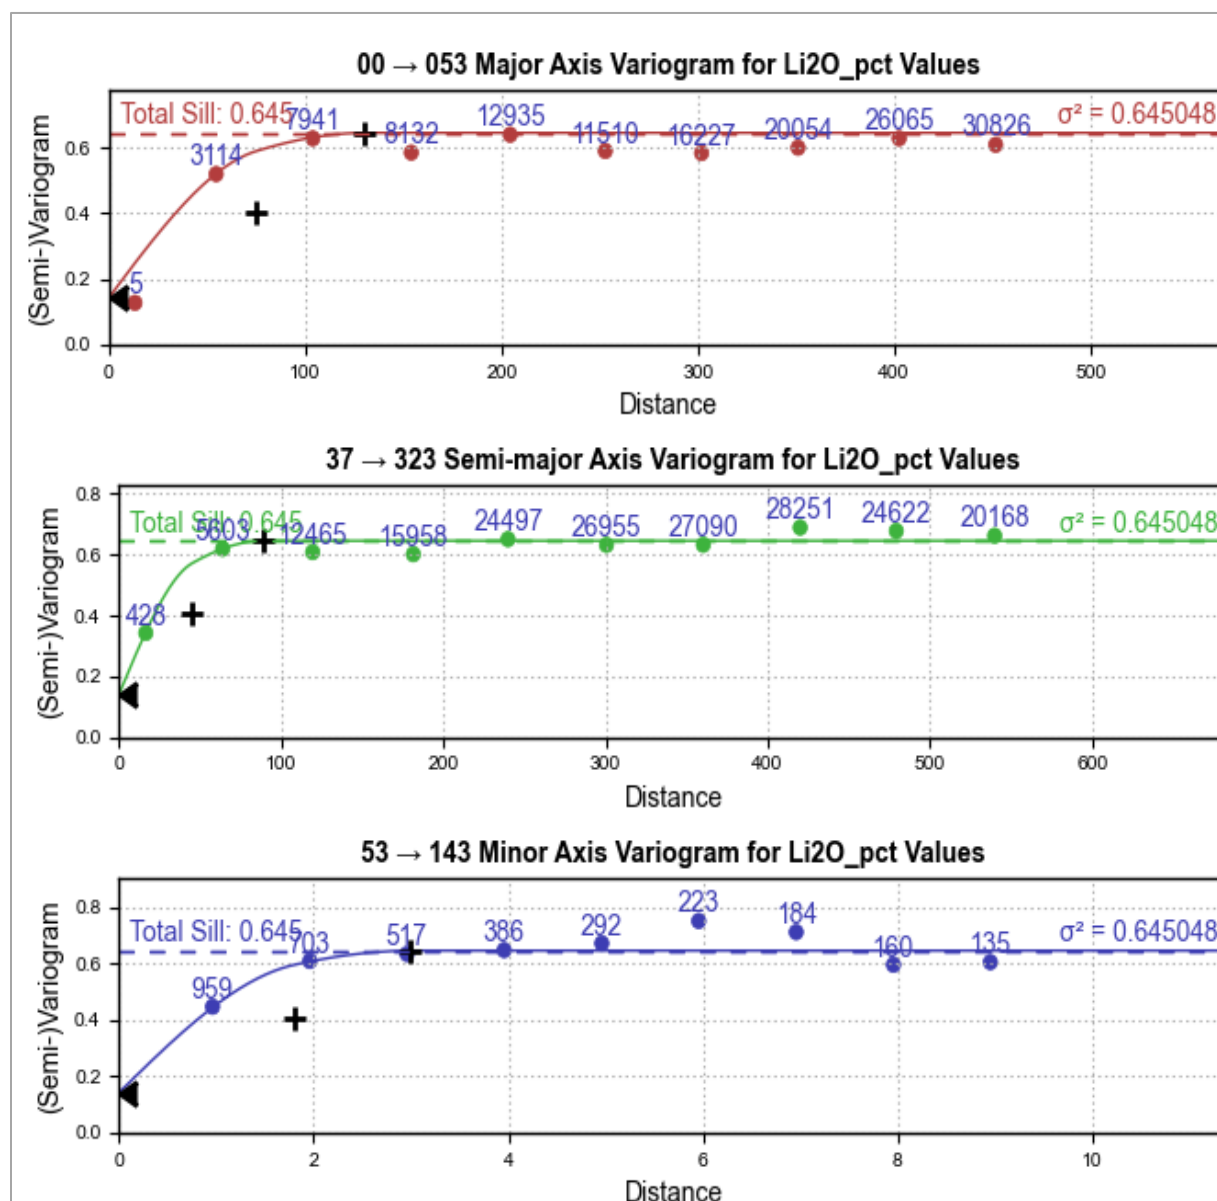 00 → 053 Major Axis Variogram for Li2O_pct Values
Total Sill: 0.645
σ² = 0.645048
5
3114
7941
8132
12935
11510
16227
20054
26065
30826
(Semi-)Variogram
0.6
0.4
0.2
0.0
0 100 200 300 400 500
Distance
37 → 323 Semi-major Axis Variogram for Li2O_pct Values
Total Sill: 0.645
σ² = 0.645048
428
5603
12465
15958
24497
26955
27090
28251
24622
20168
(Semi-)Variogram
0.8
0.6
0.4
0.2
0.0
0 100 200 300 400 500 600
Distance
53 → 143 Minor Axis Variogram for Li2O_pct Values
Total Sill: 0.645
σ² = 0.645048
959
703
517
386
292
223
184
160
135
(Semi-)Variogram
0.8
0.6
0.4
0.2
0.0
0 2 4 6 8 10
Distance